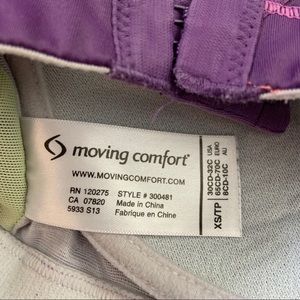 moving comfort®
WWW.MOVINGCOMFORT.COM
RN 120275
CA 07820
5933 S13
STYLE # 300481
Made in China
Fabriqué en China
XS/TP
30CD-32C USA
65CD-70C EURO
8CD-10C AU